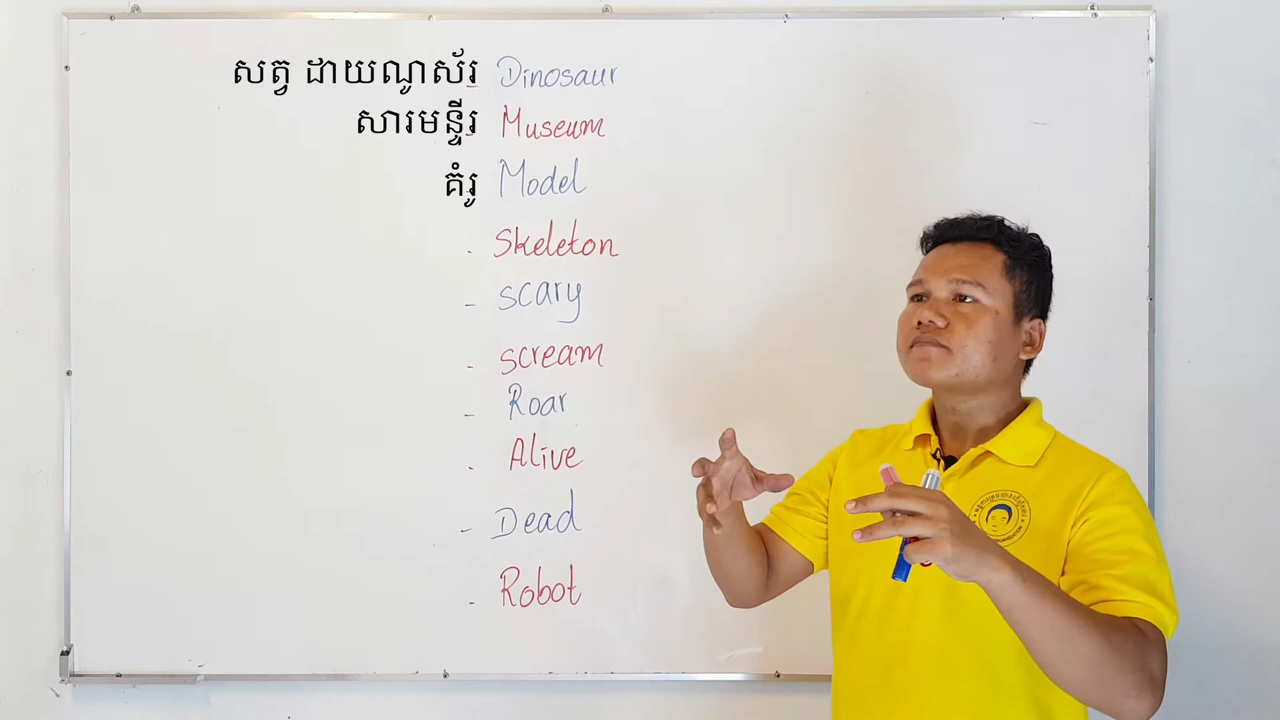 សត្វ ដាយណូស័រ - Dinosaur
សារមន្ទីរ - Museum
គំរូ - Model
- Skeleton
- scary
- scream
- Roar
- Alive
- Dead
- Robot